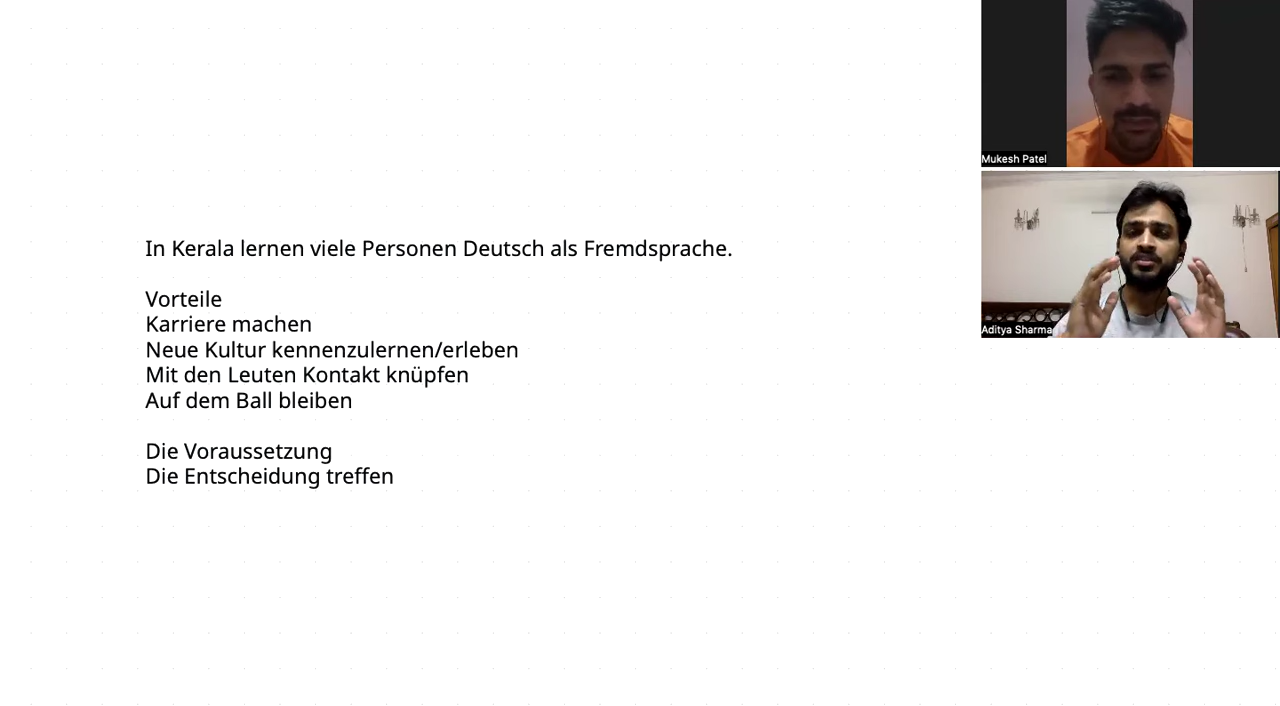 In Kerala lernen viele Personen Deutsch als Fremdsprache.
Vorteile
Karriere machen
Neue Kultur kennenzulernen/erleben
Mit den Leuten Kontakt knüpfen
Auf dem Ball bleiben
Die Voraussetzung
Die Entscheidung treffen
Mukesh Patel
Aditya Sharma